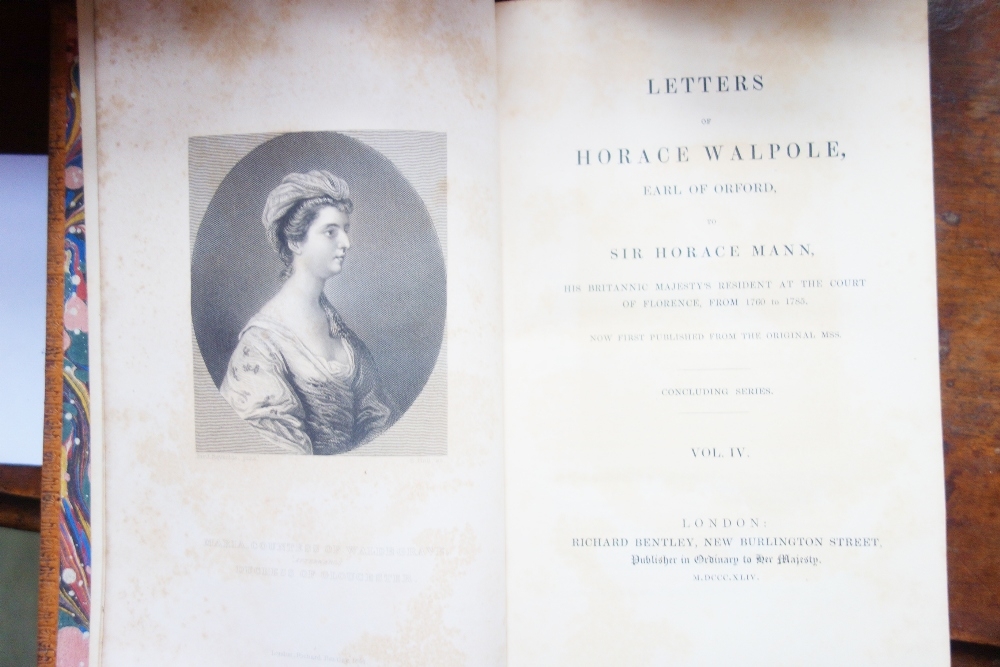 LETTERS
OF
HORACE WALPOLE,
EARL OF ORFORD,
TO
SIR HORACE MANN,
HIS BRITANNIC MAJESTY'S RESIDENT AT THE COURT
OF FLORENCE, FROM 1760 to 1785.
NOW FIRST PUBLISHED FROM THE ORIGINAL MSS.
CONCLUDING SERIES.
VOL. IV.
LONDON:
RICHARD BENTLEY, NEW BURLINGTON STREET,
Publisher in Ordinary to Her Majesty.
M.DCCC.XLIV.